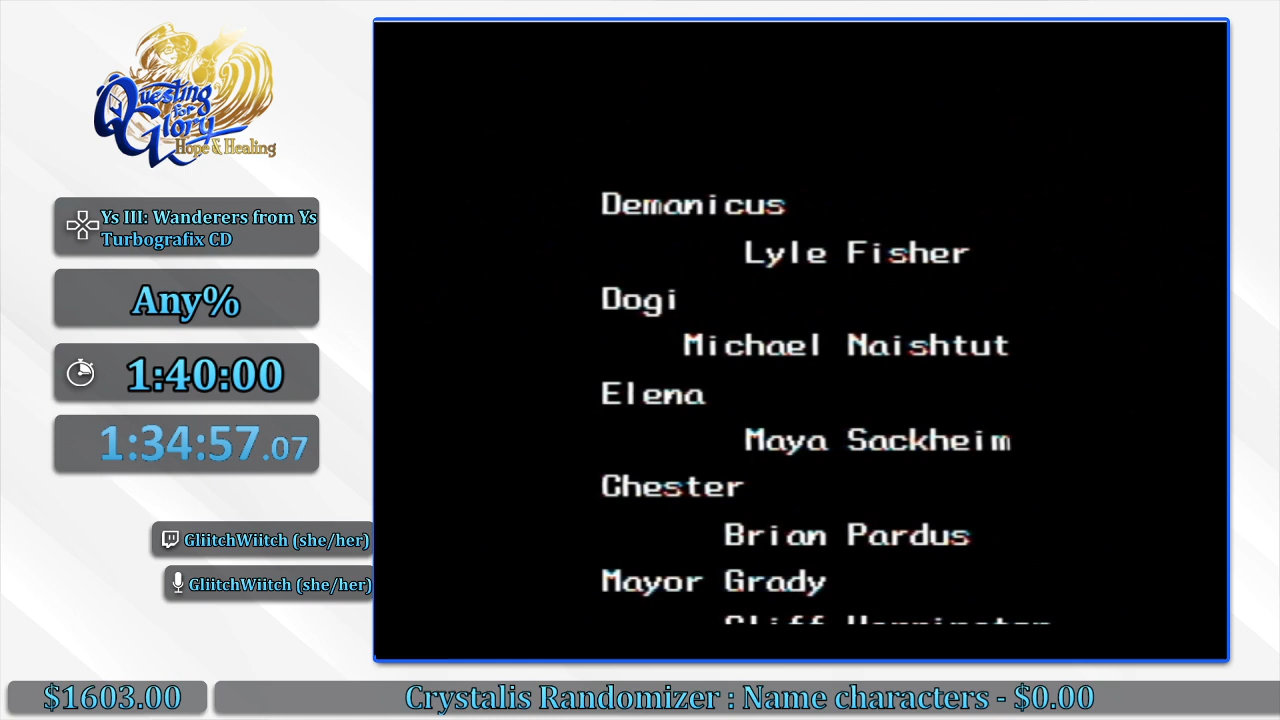 Questing
for
Glory
Hope & Healing
Ys III: Wanderers from Ys
Turbografix CD
Any%
1:40:00
1:34:57.07
GliitchWiitch (she/her)
GliitchWiitch (she/her)
Demanicus
Lyle Fisher
Dogi
Michael Naishtut
Elena
Maya Sackheim
Chester
Brian Pardus
Mayor Grady
$1603.00
Crystalis Randomizer : Name characters - $0.00